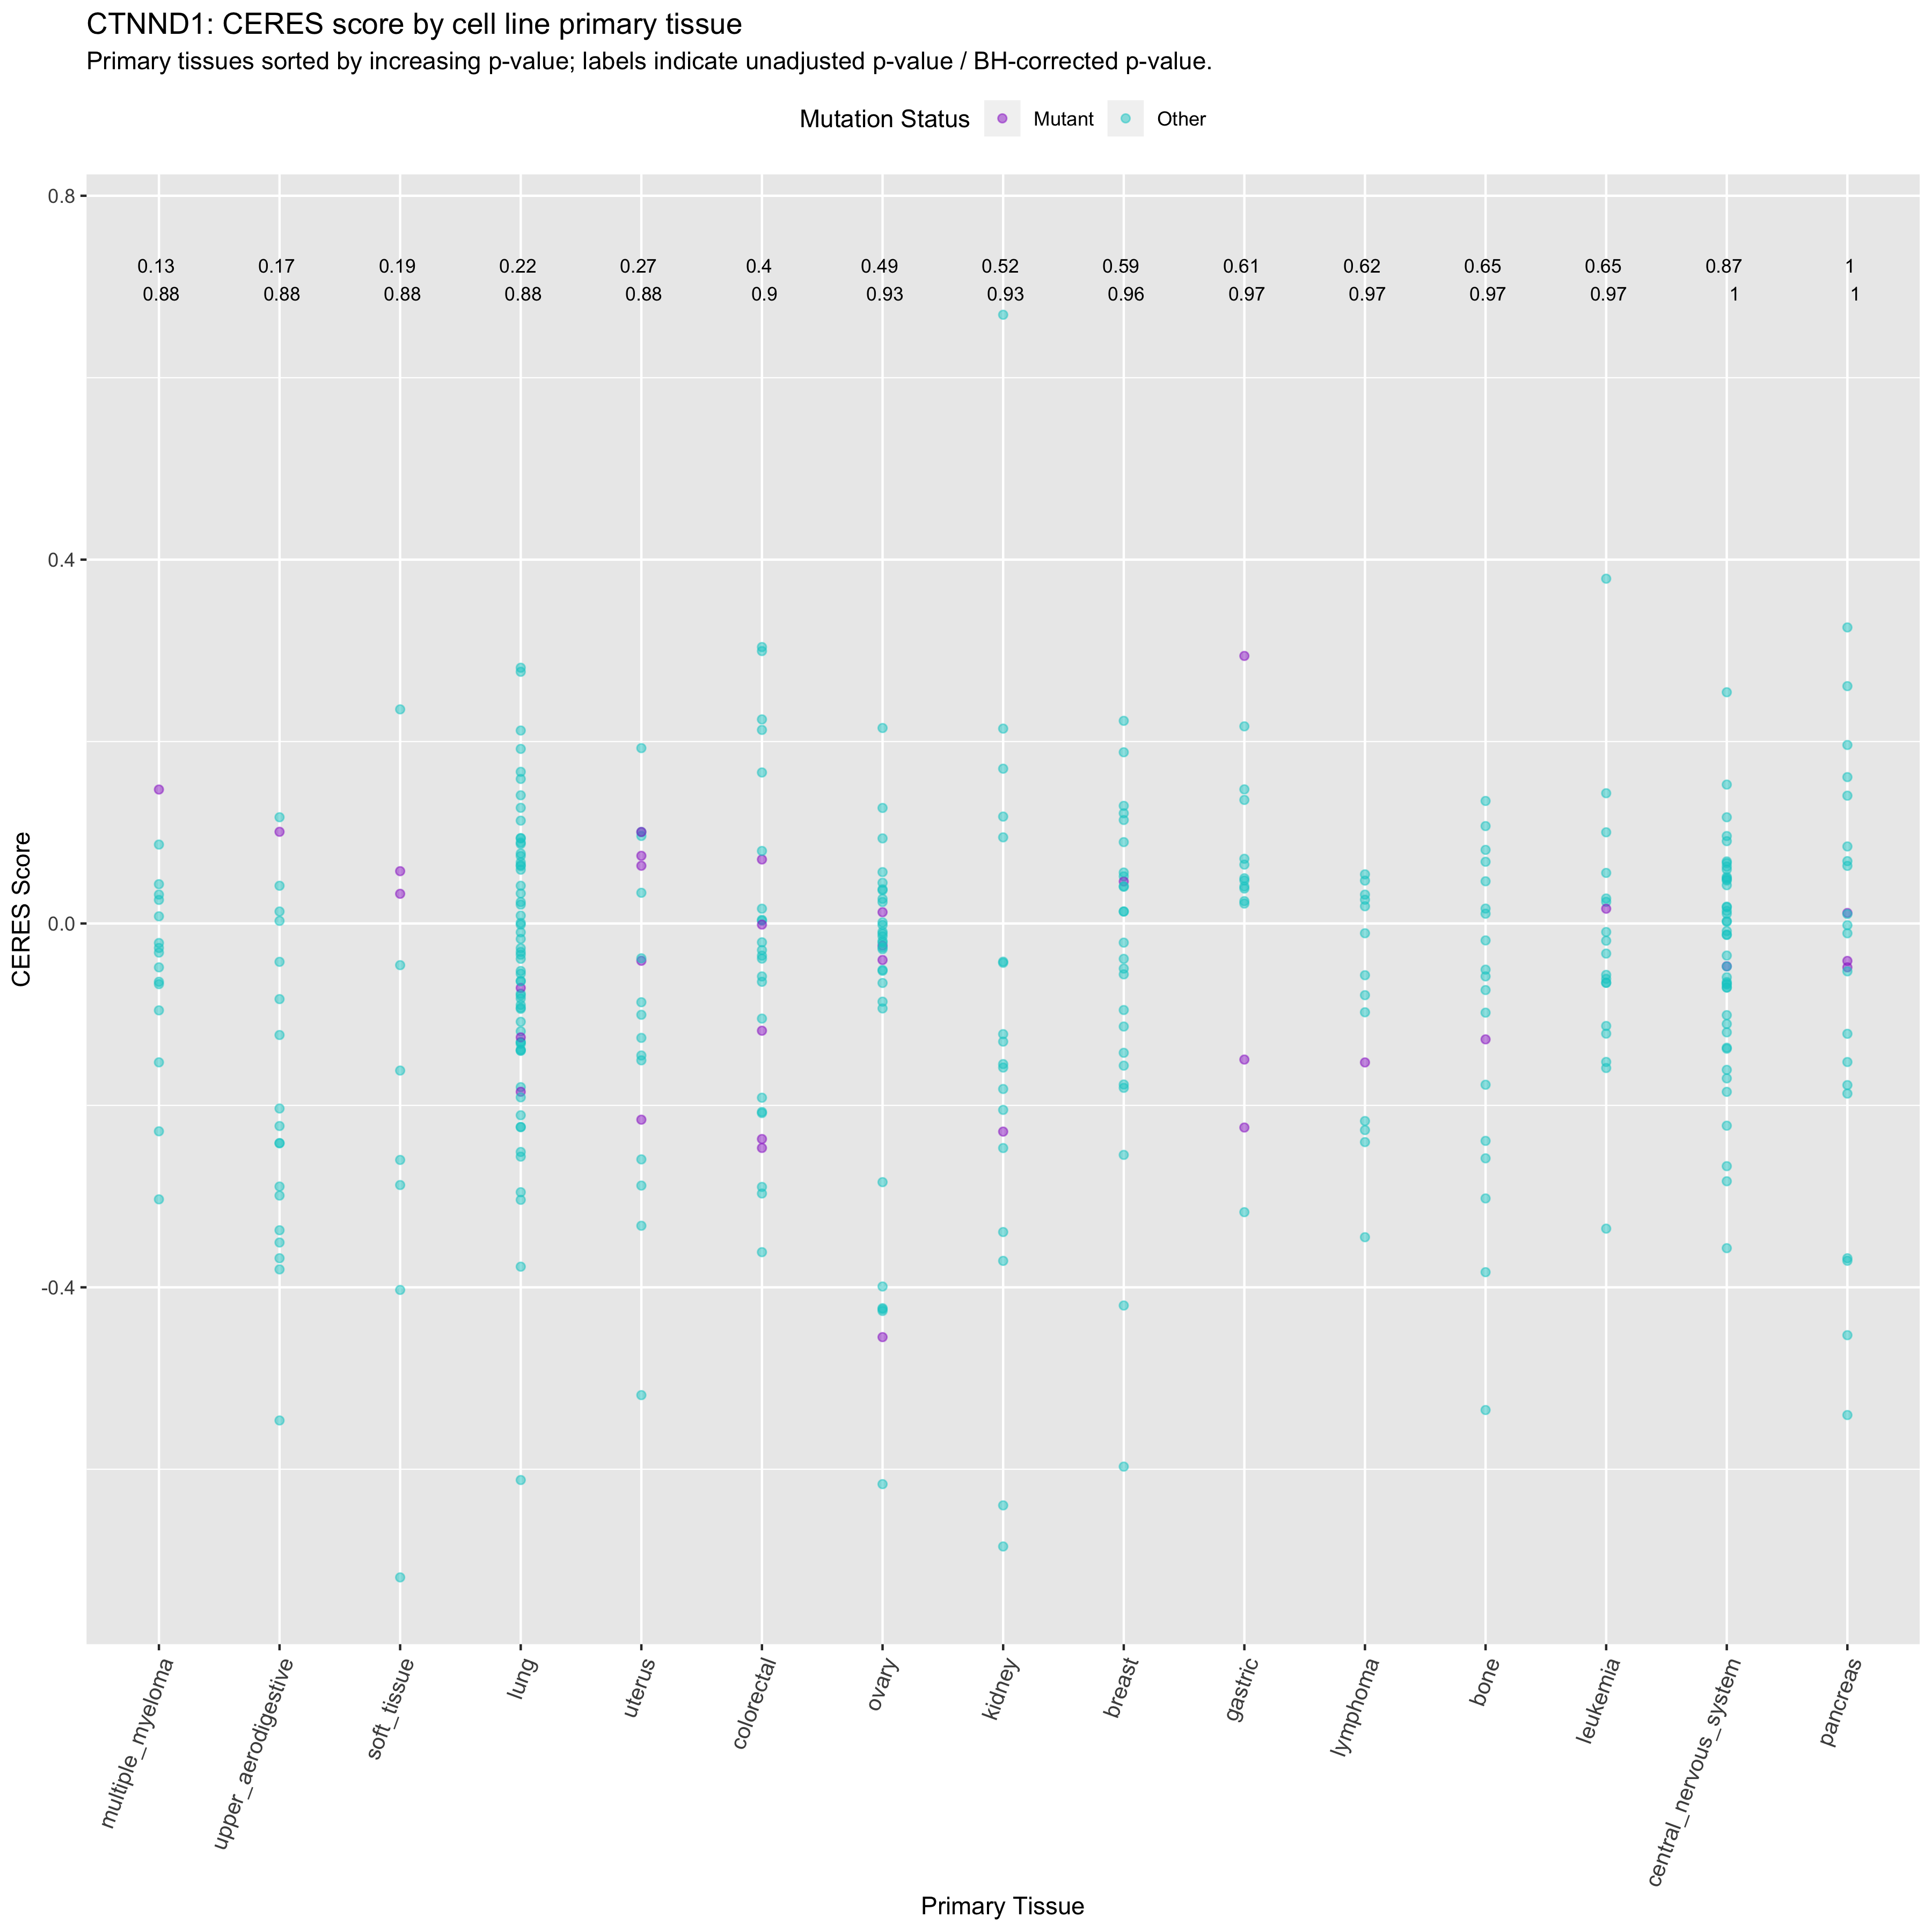 CTNND1: CERES score by cell line primary tissue
Primary tissues sorted by increasing p-value; labels indicate unadjusted p-value / BH-corrected p-value.
Mutation Status Mutant Other
0.8
0.13 0.17 0.19 0.22 0.27 0.4 0.49 0.52 0.59 0.61 0.62 0.65 0.65 0.87 1
0.88 0.88 0.88 0.88 0.88 0.9 0.93 0.93 0.96 0.97 0.97 0.97 0.97 1 1
0.4
0.0
-0.4
CERES Score
multiple_myeloma
upper_aerodigestive
soft_tissue
lung
uterus
colorectal
ovary
kidney
breast
gastric
lymphoma
bone
leukemia
central_nervous_system
pancreas
Primary Tissue